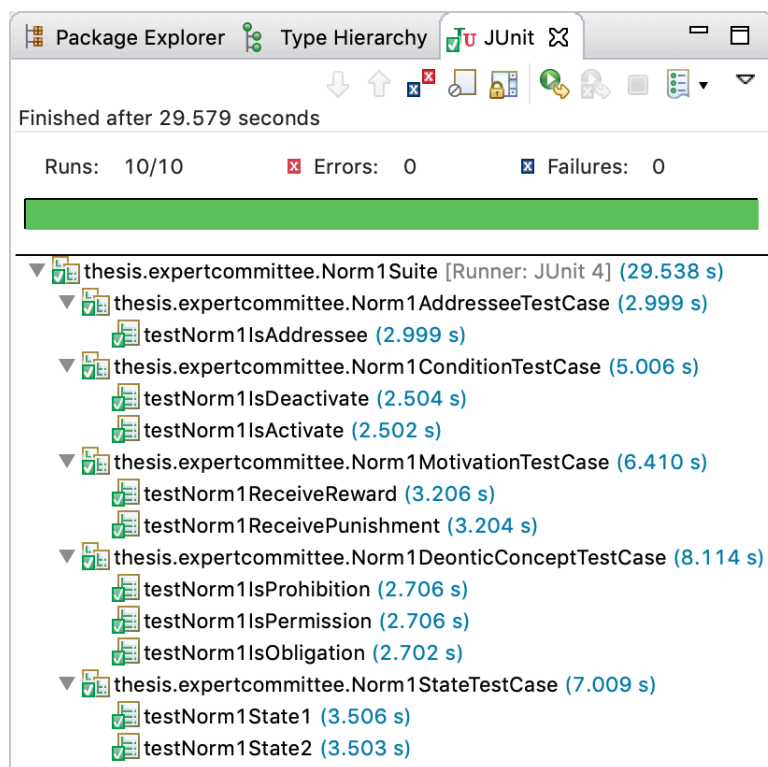 Package Explorer Type Hierarchy JUnit
Finished after 29.579 seconds
Runs: 10/10 Errors: 0 Failures: 0
thesis.expertcommittee.Norm1Suite [Runner: JUnit 4] (29.538 s)
thesis.expertcommittee.Norm1AddresseeTestCase (2.999 s)
testNorm1IsAddressee (2.999 s)
thesis.expertcommittee.Norm1ConditionTestCase (5.006 s)
testNorm1IsDeactivate (2.504 s)
testNorm1IsActivate (2.502 s)
thesis.expertcommittee.Norm1MotivationTestCase (6.410 s)
testNorm1ReceiveReward (3.206 s)
testNorm1ReceivePunishment (3.204 s)
thesis.expertcommittee.Norm1DeonticConceptTestCase (8.114 s)
testNorm1IsProhibition (2.706 s)
testNorm1IsPermission (2.706 s)
testNorm1IsObligation (2.702 s)
thesis.expertcommittee.Norm1StateTestCase (7.009 s)
testNorm1State1 (3.506 s)
testNorm1State2 (3.503 s)